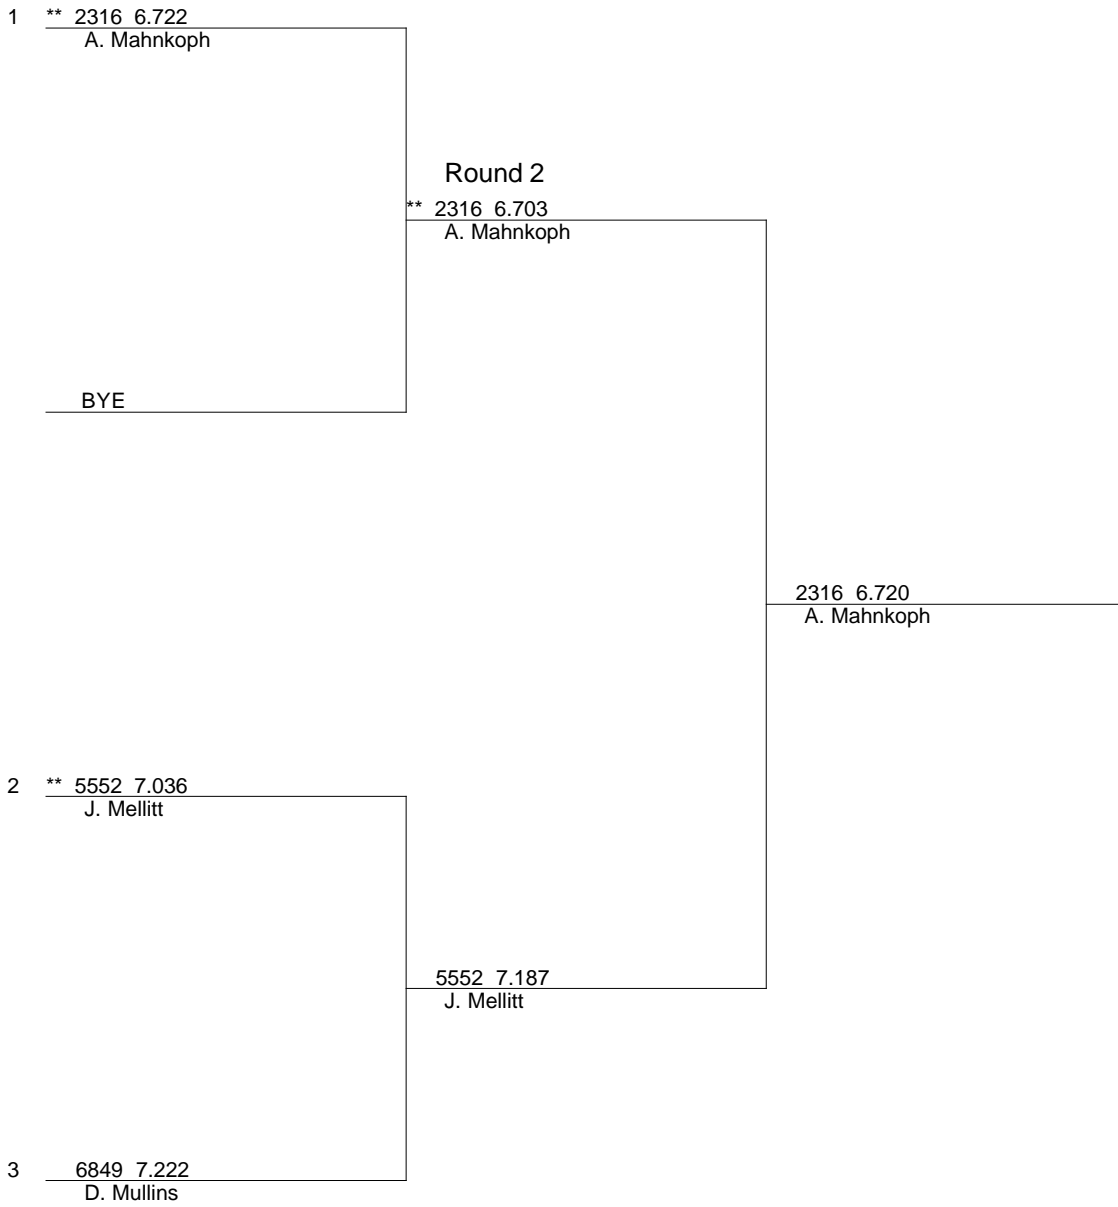 1 ** 2316 6.722
A. Mahnkoph
Round 2
** 2316 6.703
A. Mahnkoph
BYE
2316 6.720
A. Mahnkoph
2 ** 5552 7.036
J. Mellitt
5552 7.187
J. Mellitt
3 6849 7.222
D. Mullins